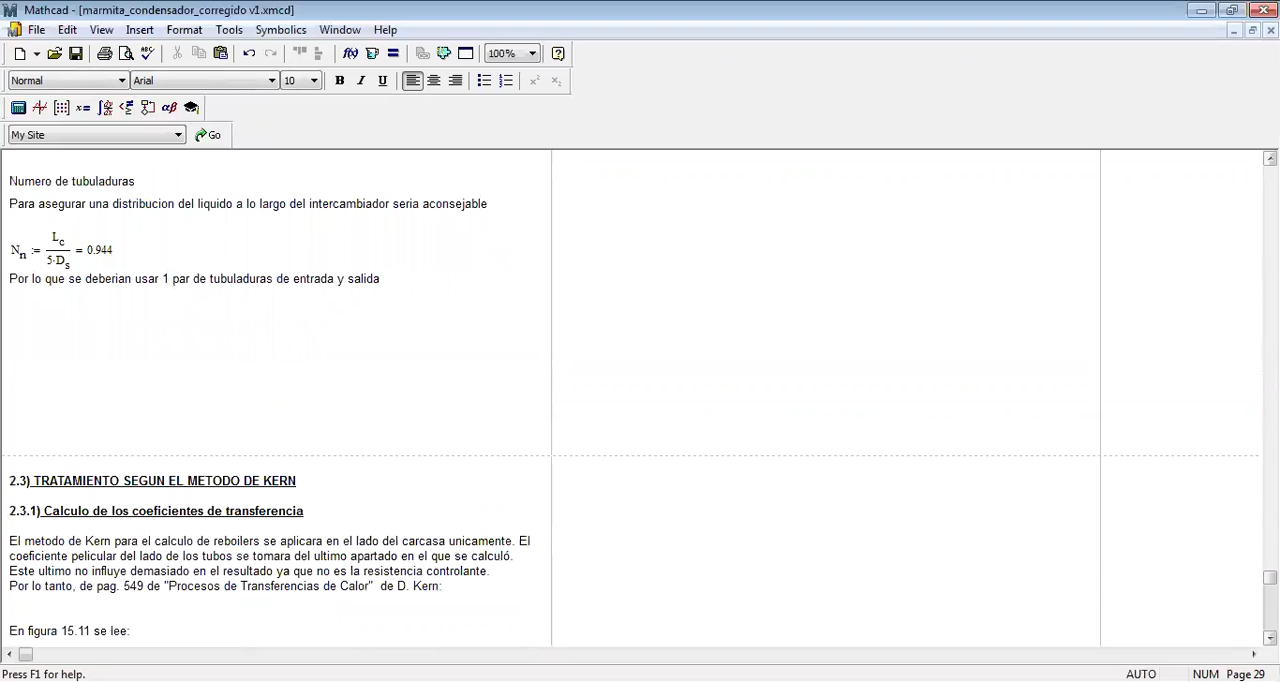 Mathcad - [marmita_condensador_corregido v1.xmcd]
File Edit View Insert Format Tools Symbolics Window Help
100%
Normal Arial 10 B I U
My Site Go
Numero de tubuladuras
Para asegurar una distribucion del liquido a lo largo del intercambiador seria aconsejable
Nn := Lc / 5·Ds = 0.944
Por lo que se deberian usar 1 par de tubuladuras de entrada y salida
2.3) TRATAMIENTO SEGUN EL METODO DE KERN
2.3.1) Calculo de los coeficientes de transferencia
El metodo de Kern para el calculo de reboilers se aplicara en el lado del carcasa unicamente. El
coeficiente pelicular del lado de los tubos se tomara del ultimo apartado en el que se calculó.
Este ultimo no influye demasiado en el resultado ya que no es la resistencia controlante.
Por lo tanto, de pag. 549 de "Procesos de Transferencias de Calor" de D. Kern:
En figura 15.11 se lee:
Press F1 for help. AUTO NUM Page 29